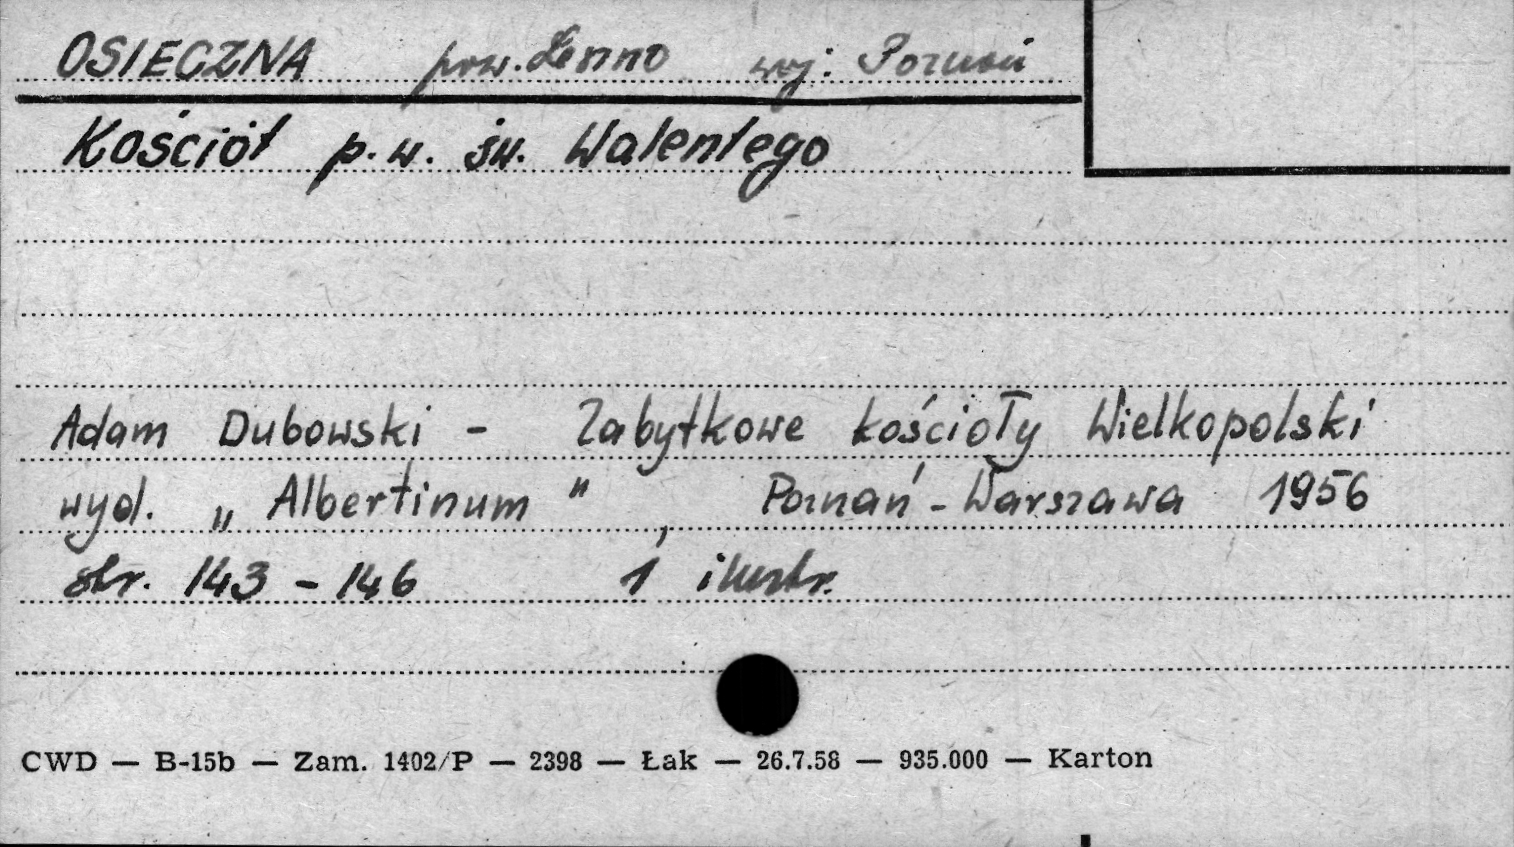 OSIECZNA pow. Leszno woj: Poznań
Kościół p.w. św. Walentego
Adam Dubowski - Zabytkowe kościoły Wielkopolski
wyd. „Albertinum", Poznań - Warszawa 1956
str. 143 - 146 1 ilustr.
CWD — B-15b — Zam. 1402/P — 2398 — Łak — 26.7.58 — 935.000 — Karton